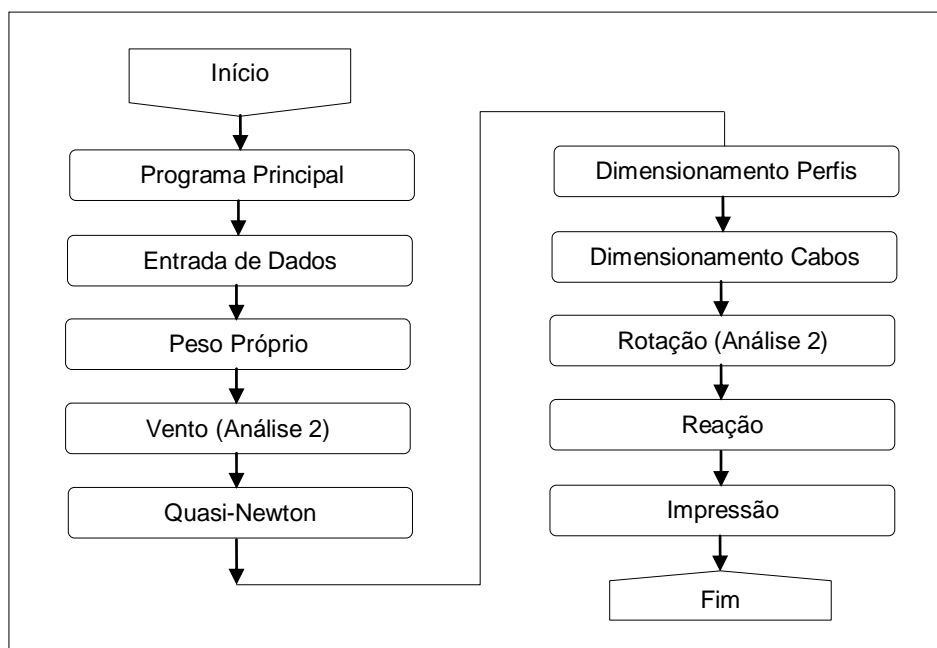 Início
Programa Principal
Entrada de Dados
Peso Próprio
Vento (Análise 2)
Quasi-Newton
Dimensionamento Perfis
Dimensionamento Cabos
Rotação (Análise 2)
Reação
Impressão
Fim